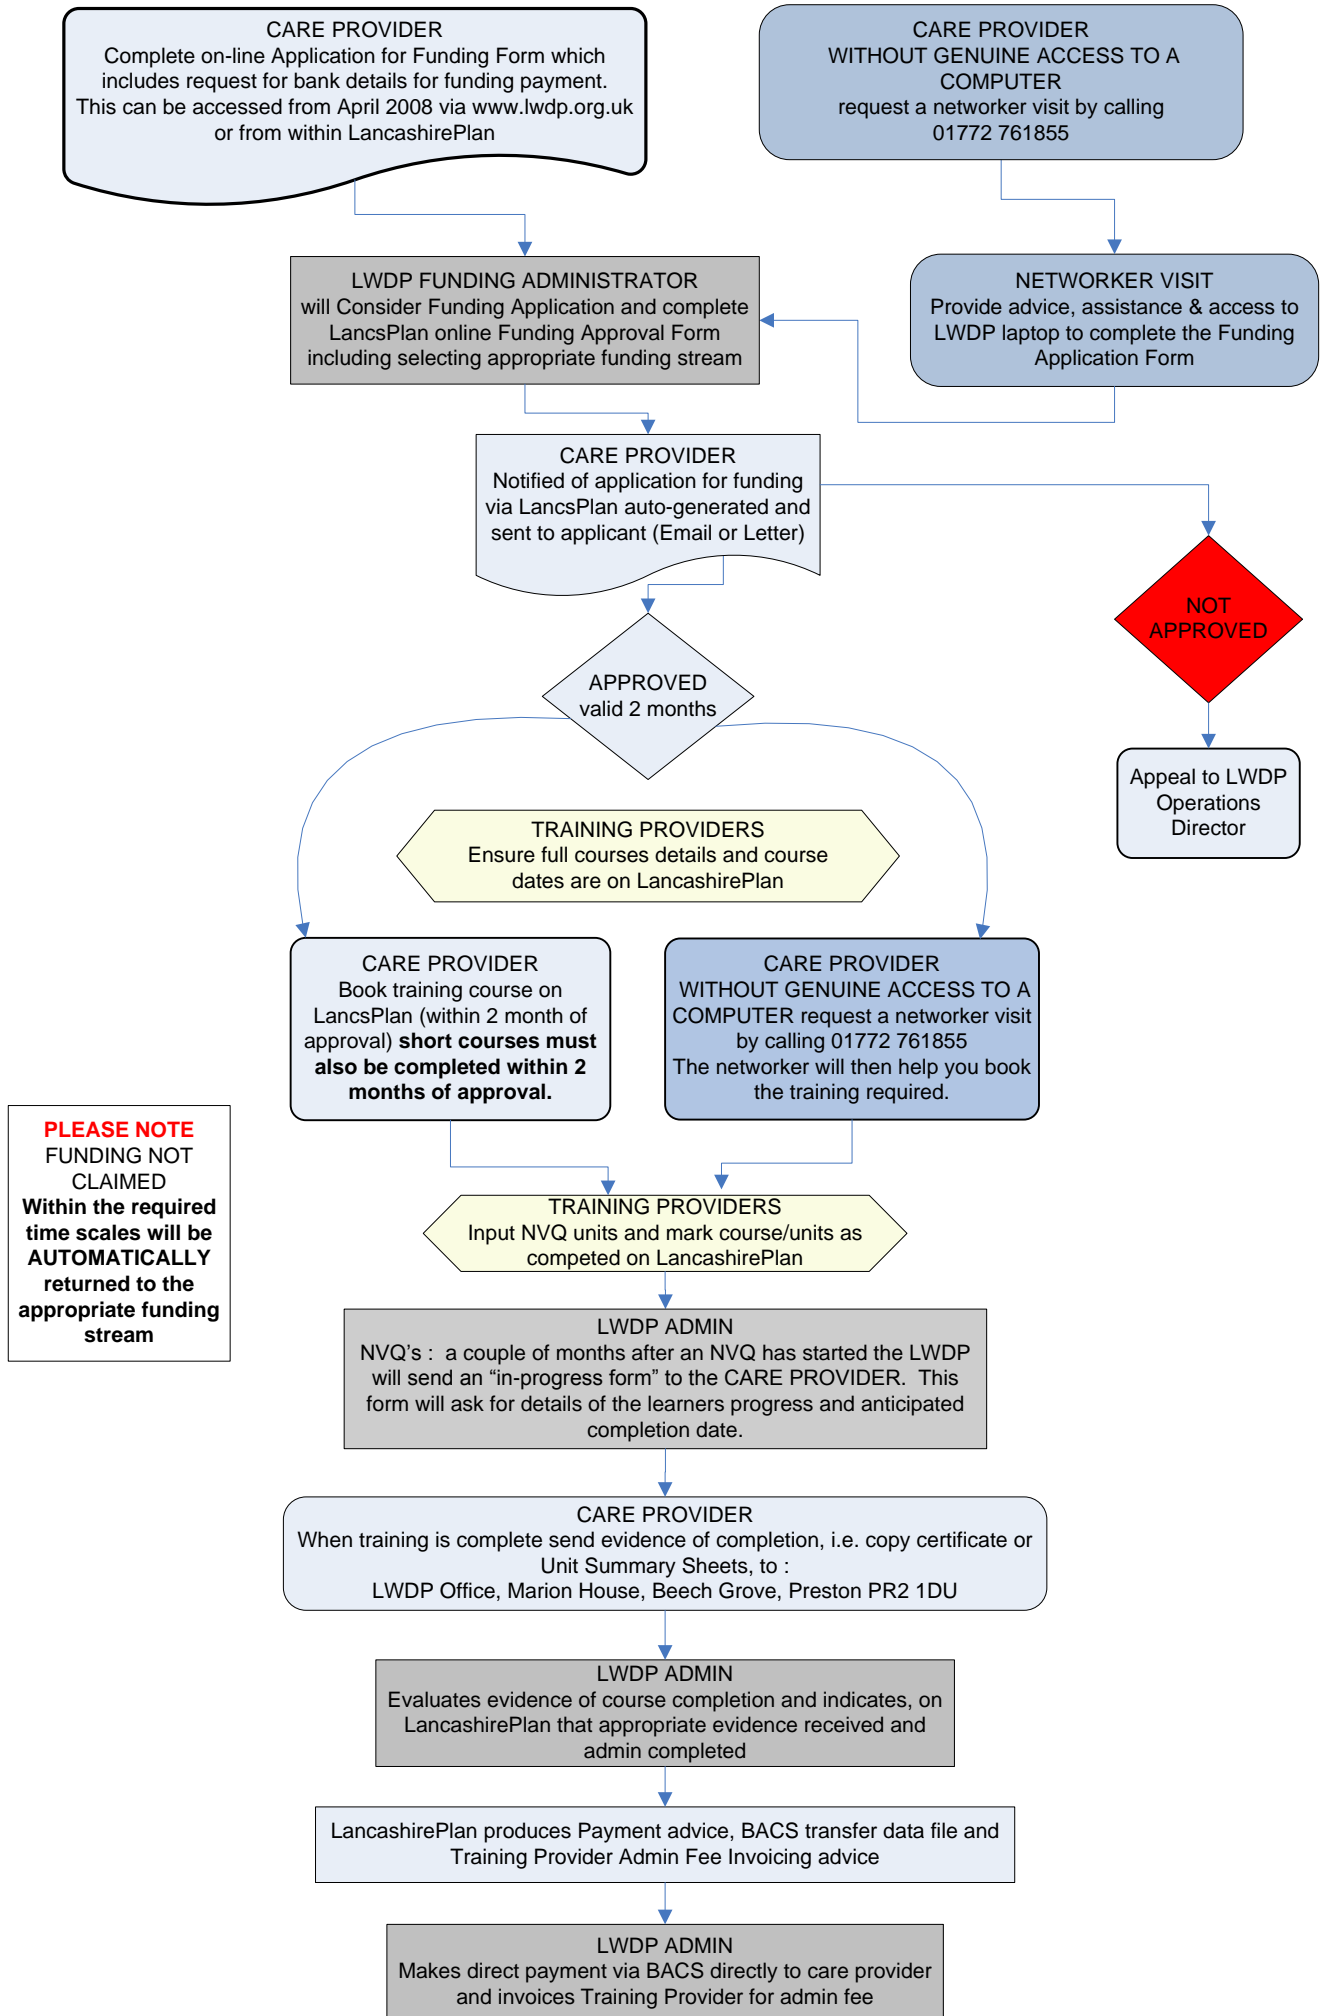 CARE PROVIDER
Complete on-line Application for Funding Form which
includes request for bank details for funding payment.
This can be accessed from April 2008 via www.lwdp.org.uk
or from within LancashirePlan
CARE PROVIDER
WITHOUT GENUINE ACCESS TO A
COMPUTER
request a networker visit by calling
01772 761855
LWDP FUNDING ADMINISTRATOR
will Consider Funding Application and complete
LancsPlan online Funding Approval Form
including selecting appropriate funding stream
NETWORKER VISIT
Provide advice, assistance & access to
LWDP laptop to complete the Funding
Application Form
CARE PROVIDER
Notified of application for funding
via LancsPlan auto-generated and
sent to applicant (Email or Letter)
NOT
APPROVED
APPROVED
valid 2 months
Appeal to LWDP
Operations
Director
TRAINING PROVIDERS
Ensure full courses details and course
dates are on LancashirePlan
CARE PROVIDER
Book training course on
LancsPlan (within 2 month of
approval) short courses must
also be completed within 2
months of approval.
CARE PROVIDER
WITHOUT GENUINE ACCESS TO A
COMPUTER request a networker visit
by calling 01772 761855
The networker will then help you book
the training required.
PLEASE NOTE
FUNDING NOT
CLAIMED
Within the required
time scales will be
AUTOMATICALLY
returned to the
appropriate funding
stream
TRAINING PROVIDERS
Input NVQ units and mark course/units as
competed on LancashirePlan
LWDP ADMIN
NVQ's : a couple of months after an NVQ has started the LWDP
will send an “in-progress form” to the CARE PROVIDER. This
form will ask for details of the learners progress and anticipated
completion date.
CARE PROVIDER
When training is complete send evidence of completion, i.e. copy certificate or
Unit Summary Sheets, to :
LWDP Office, Marion House, Beech Grove, Preston PR2 1DU
LWDP ADMIN
Evaluates evidence of course completion and indicates, on
LancashirePlan that appropriate evidence received and
admin completed
LancashirePlan produces Payment advice, BACS transfer data file and
Training Provider Admin Fee Invoicing advice
LWDP ADMIN
Makes direct payment via BACS directly to care provider
and invoices Training Provider for admin fee